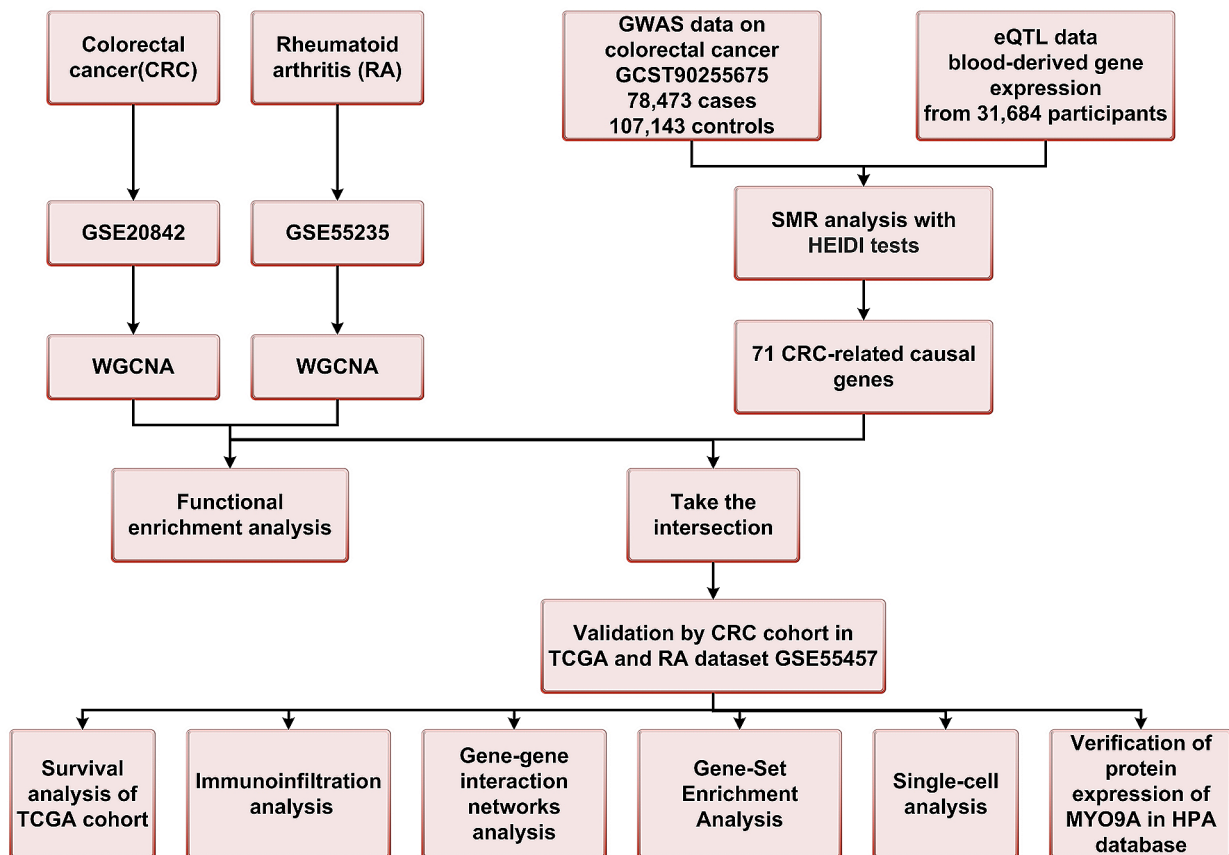 Colorectal
cancer(CRC)
Rheumatoid
arthritis (RA)
GWAS data on
colorectal cancer
GCST90255675
78,473 cases
107,143 controls
eQTL data
blood-derived gene
expression
from 31,684 participants
GSE20842
GSE55235
SMR analysis with
HEIDI tests
WGCNA
WGCNA
71 CRC-related causal
genes
Functional
enrichment analysis
Take the
intersection
Validation by CRC cohort in
TCGA and RA dataset GSE55457
Survival
analysis of
TCGA cohort
Immunoinfiltration
analysis
Gene-gene
interaction
networks
analysis
Gene-Set
Enrichment
Analysis
Single-cell
analysis
Verification of
protein
expression of
MYO9A in HPA
database